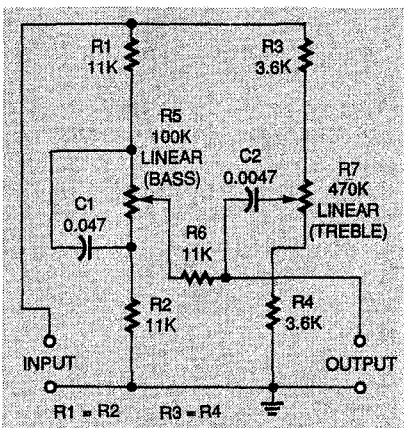 R1
11K
R3
3.6K
R5
100K
LINEAR
(BASS)
C1
0.047
C2
0.0047
R7
470K
LINEAR
(TREBLE)
R6
11K
R2
11K
R4
3.6K
INPUT
OUTPUT
R1 = R2
R3 = R4